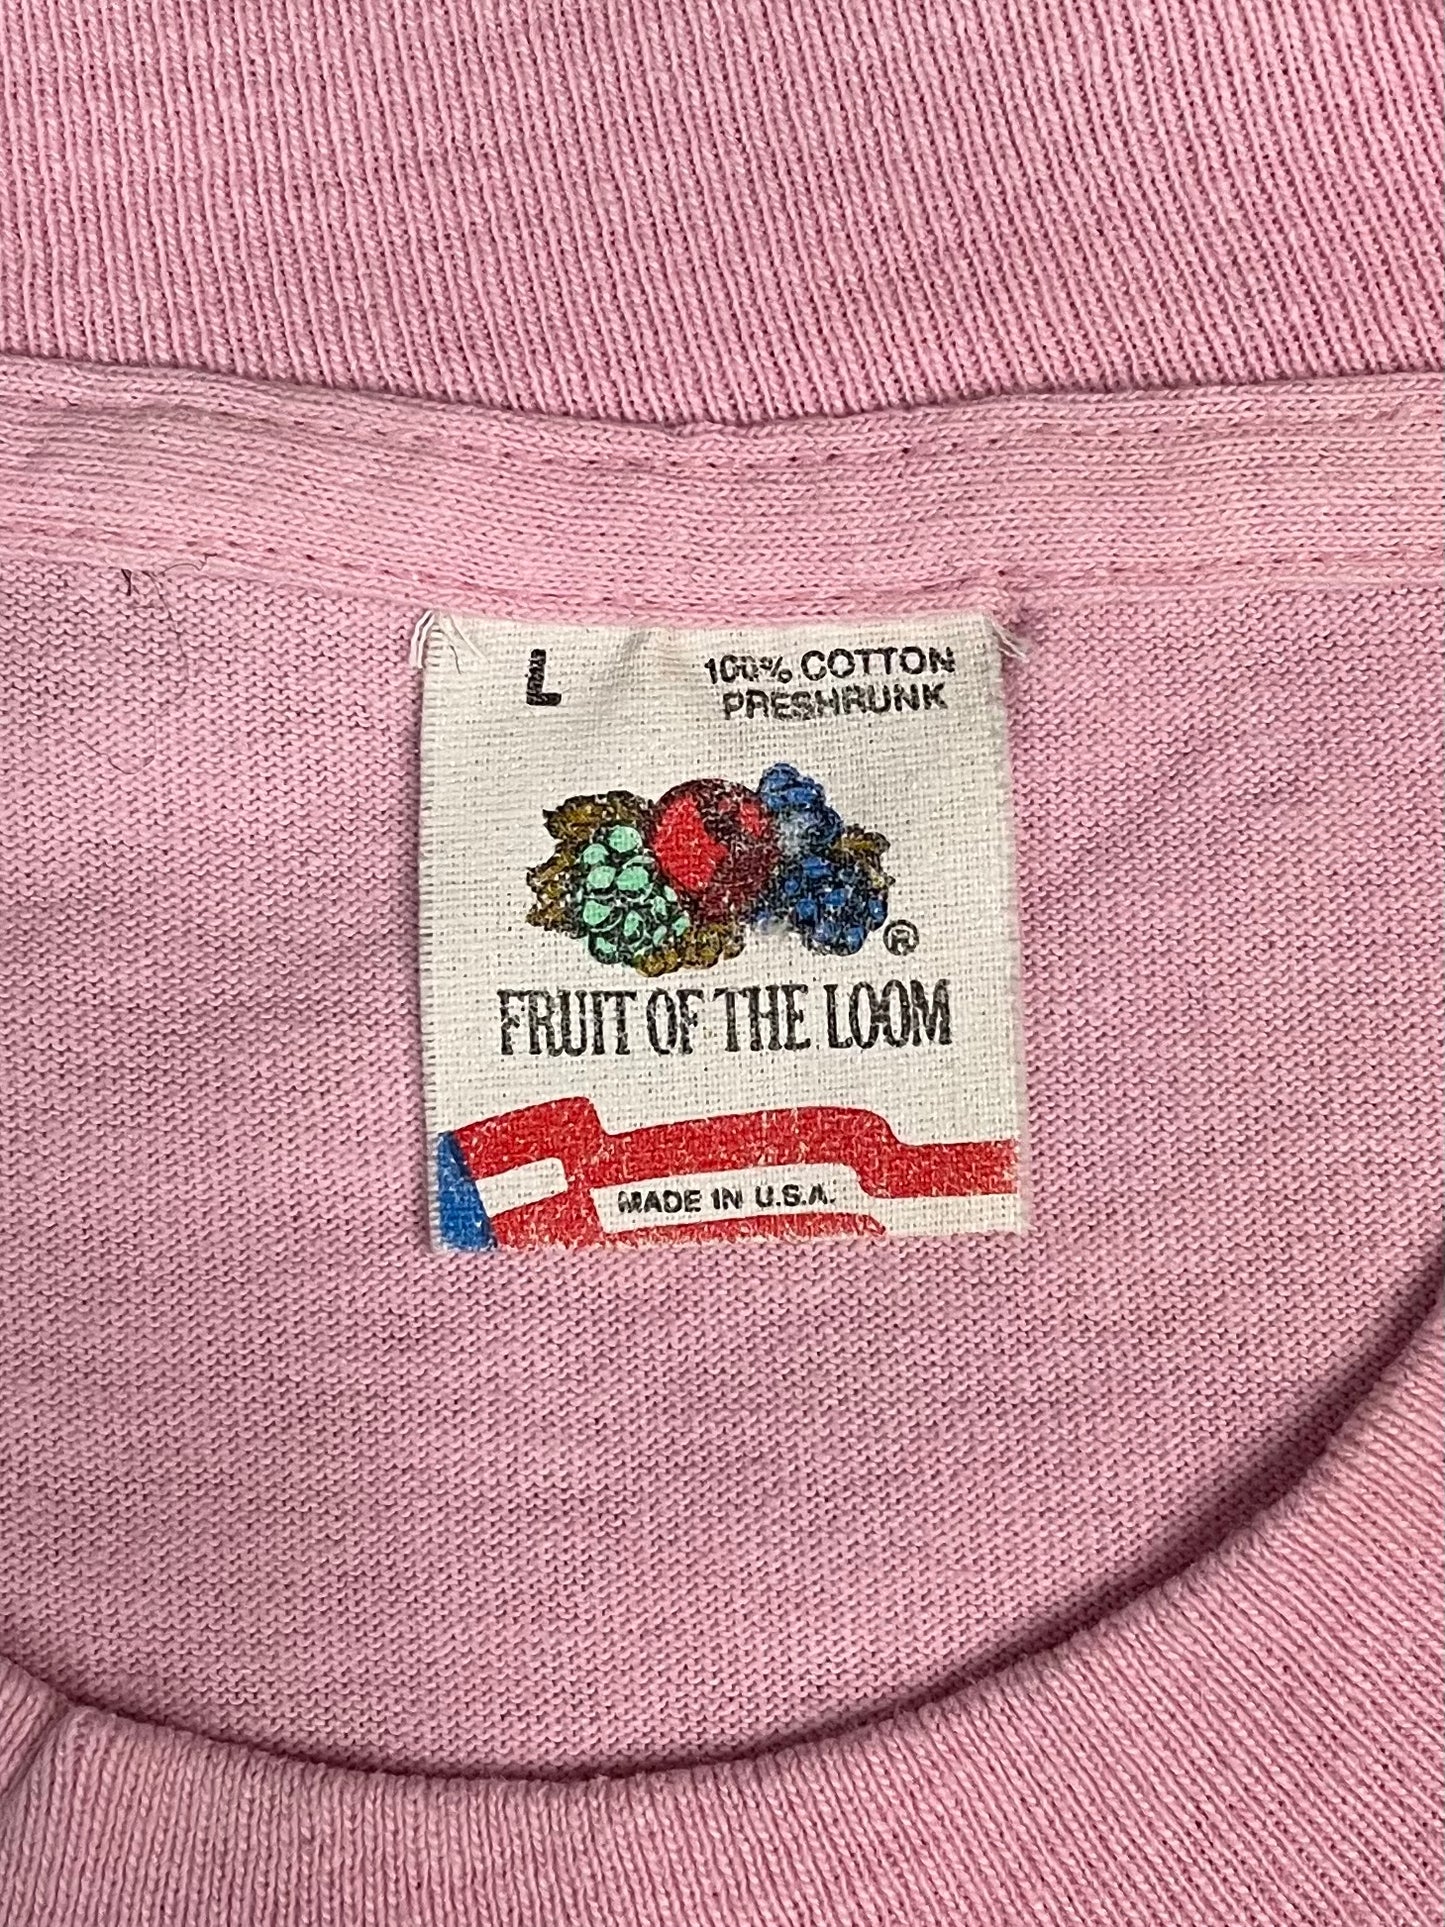 L
100% COTTON
PRESHRUNK
®
FRUIT OF THE LOOM
MADE IN U.S.A.